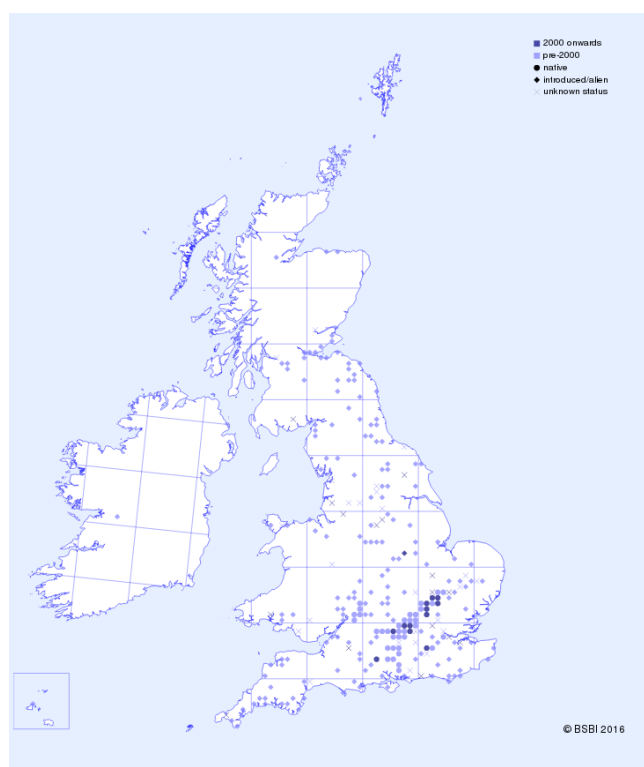 2000 onwards
pre-2000
native
introduced/alien
unknown status
© BSBI 2016